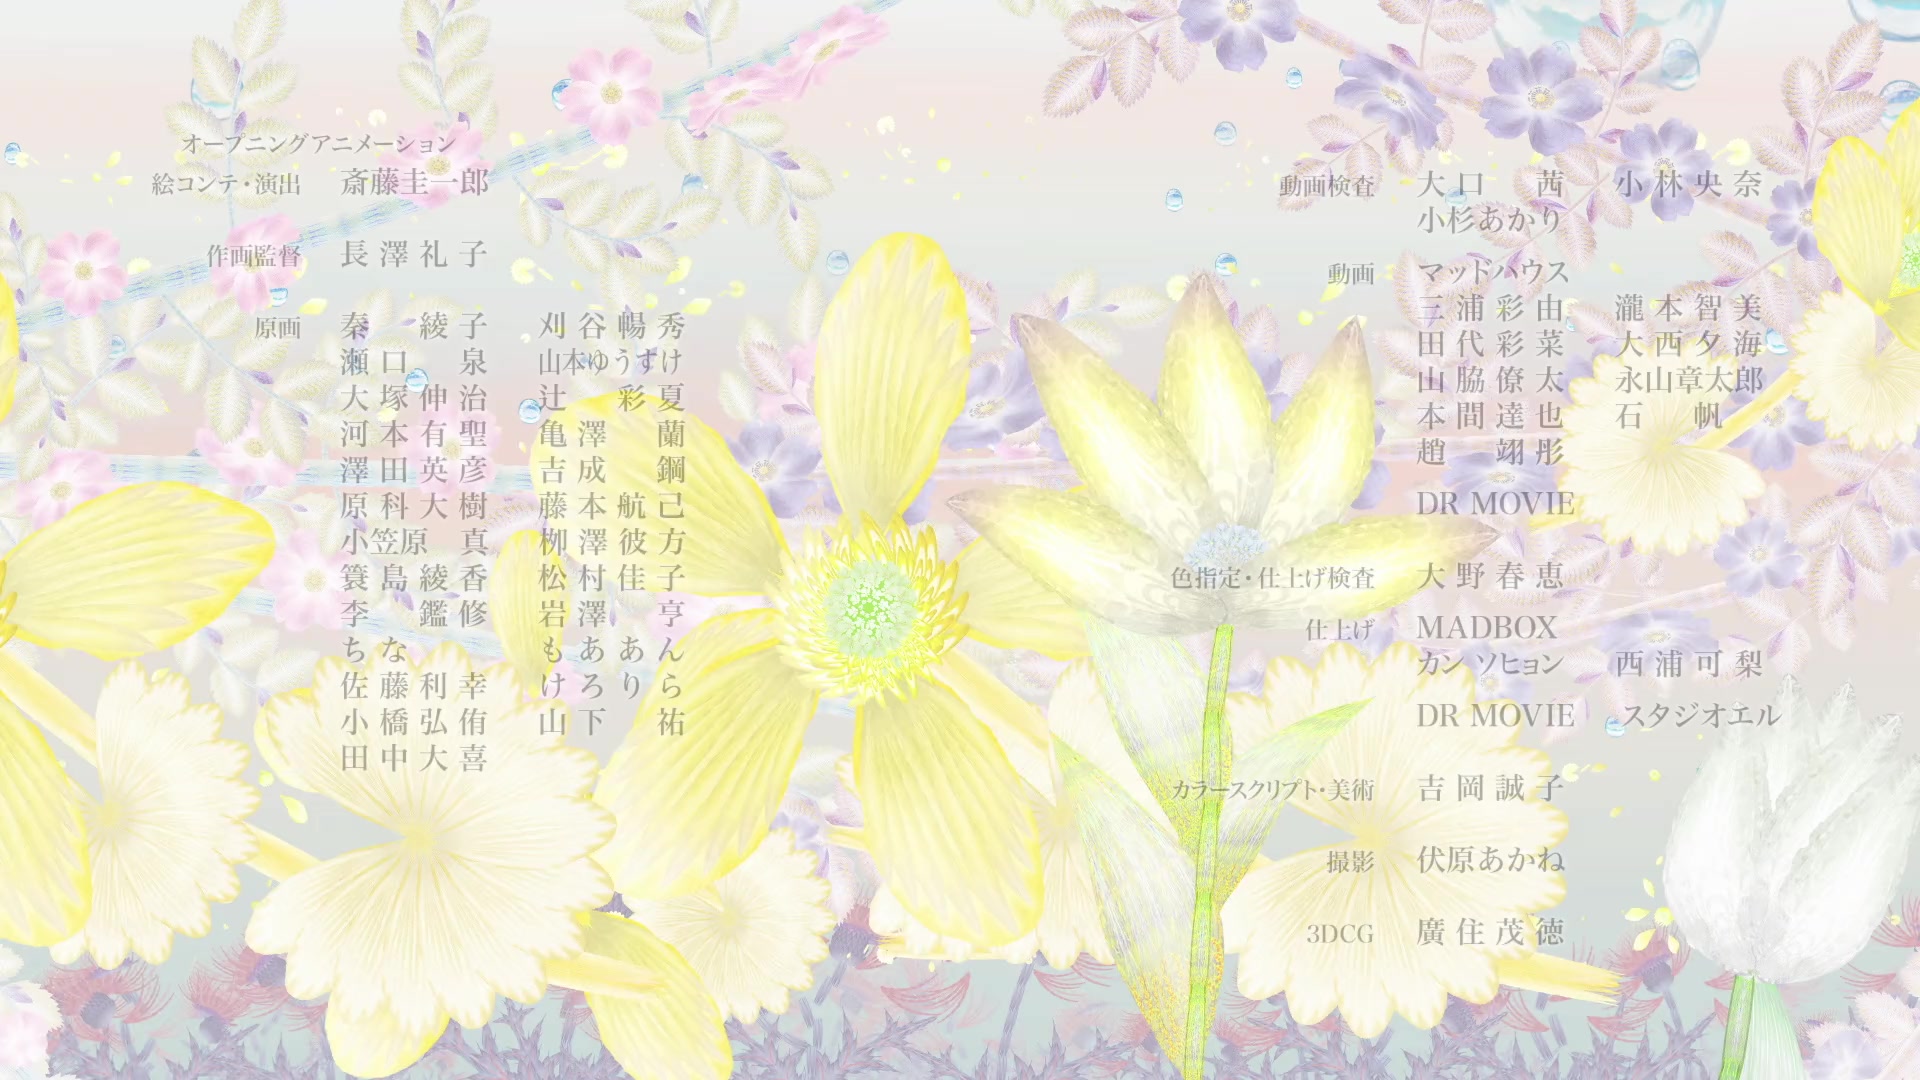 オープニングアニメーション
絵コンテ・演出 斎藤圭一郎
作画監督 長澤礼子
原画 秦 綾子 刈谷暢秀
瀬口 泉 山本ゆうすけ
大塚伸治 辻 彩夏
河本有聖 亀澤 蘭
澤田英彦 吉成 鋼
原科大樹 藤本航己
小笠原 真 栁澤彼方
簑島綾香 松村佳子
李 鑑修 岩澤 亨
ちな もああん
佐藤利幸 けろりら
小橋弘侑 山下 祐
田中大喜
動画検査 大口 茜 小林央奈
小杉あかり
動画 マッドハウス
三浦彩由 瀧本智美
田代彩菜 大西夕海
山脇僚太 永山章太郎
本間達也 石 帆
趙 翊彤
DR MOVIE
色指定・仕上げ検査 大野春恵
仕上げ MADBOX
カン ソヒョン 西浦可梨
DR MOVIE スタジオエル
カラースクリプト・美術 吉岡誠子
撮影 伏原あかね
3DCG 廣住茂徳